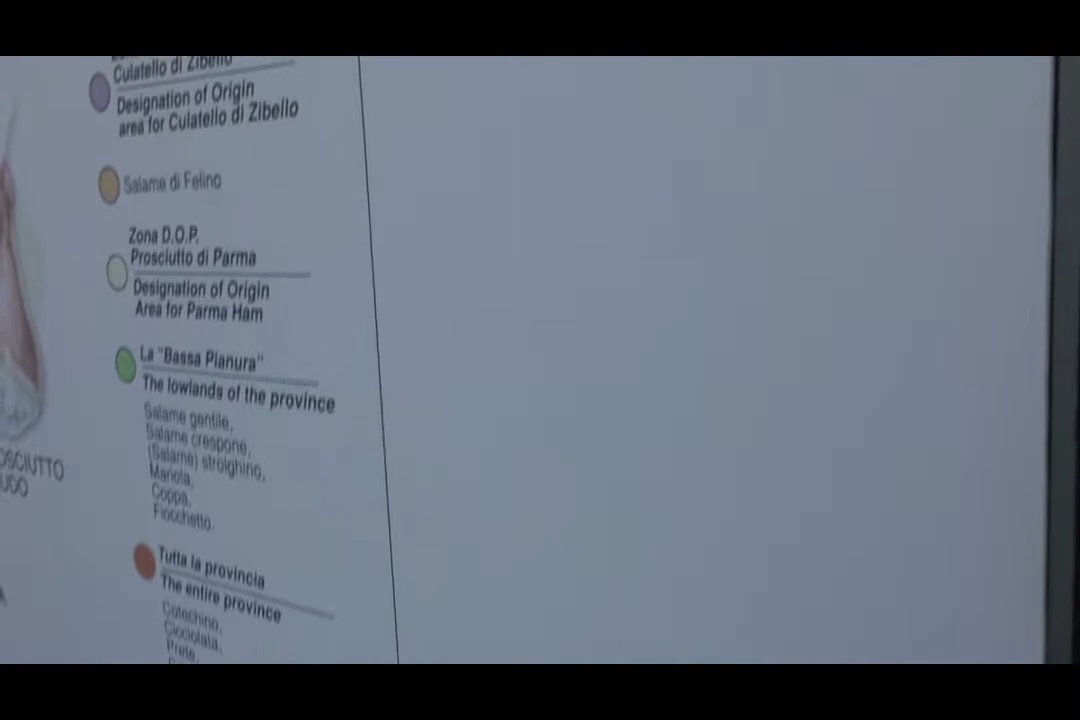 Culatello di Zibello
Designation of Origin
area for Culatello di Zibello
Salame di Felino
Zona D.O.P.
Prosciutto di Parma
Designation of Origin
Area for Parma Ham
La "Bassa Pianura"
The lowlands of the province
Salame gentile,
Salame crespone,
(Salame) strolghino,
Mariola,
Coppa,
Fiocchetto.
Tutta la provincia
The entire province
Cotechino,
Cicciolata,
Prete,
OSCIUTTO
UDO